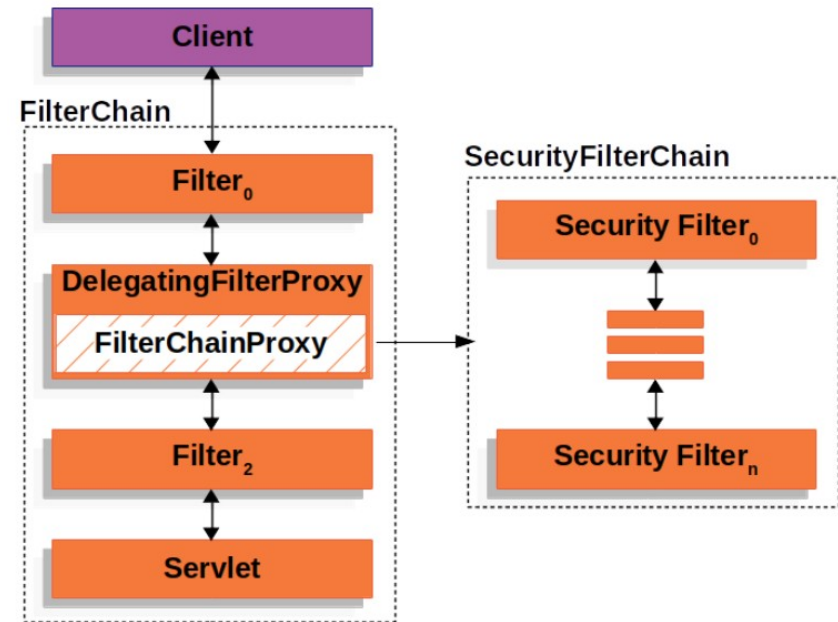 Client
FilterChain
Filter₀
DelegatingFilterProxy
FilterChainProxy
Filter₂
Servlet
SecurityFilterChain
Security Filter₀
Security Filterₙ